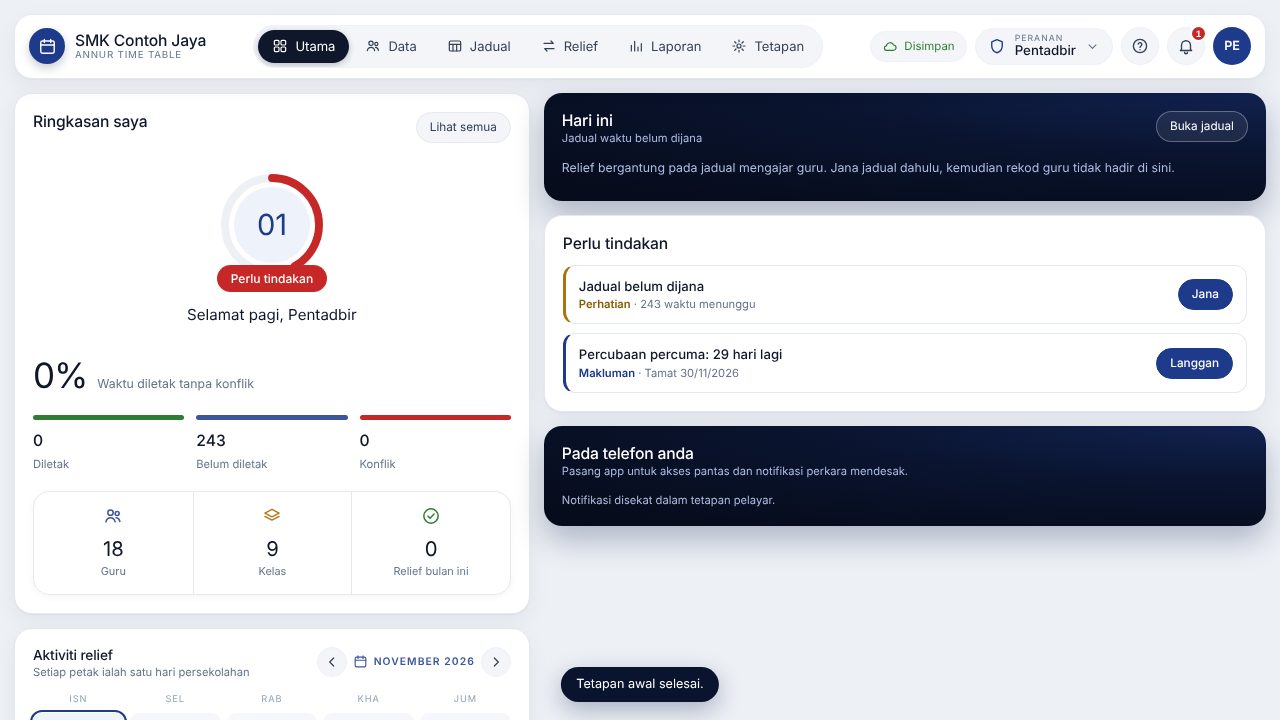 SMK Contoh Jaya
ANNUR TIME TABLE
Utama
Data
Jadual
Relief
Laporan
Tetapan
Disimpan
PERANAN
Pentadbir
1
PE
Ringkasan saya
Lihat semua
01
Perlu tindakan
Selamat pagi, Pentadbir
0% Waktu diletak tanpa konflik
0
Diletak
243
Belum diletak
0
Konflik
18
Guru
9
Kelas
0
Relief bulan ini
Aktiviti relief
Setiap petak ialah satu hari persekolahan
NOVEMBER 2026
ISN SEL RAB KHA JUM
Hari ini
Jadual waktu belum dijana
Buka jadual
Relief bergantung pada jadual mengajar guru. Jana jadual dahulu, kemudian rekod guru tidak hadir di sini.
Perlu tindakan
Jadual belum dijana
Perhatian · 243 waktu menunggu
Jana
Percubaan percuma: 29 hari lagi
Makluman · Tamat 30/11/2026
Langgan
Pada telefon anda
Pasang app untuk akses pantas dan notifikasi perkara mendesak.
Notifikasi disekat dalam tetapan pelayar.
Tetapan awal selesai.